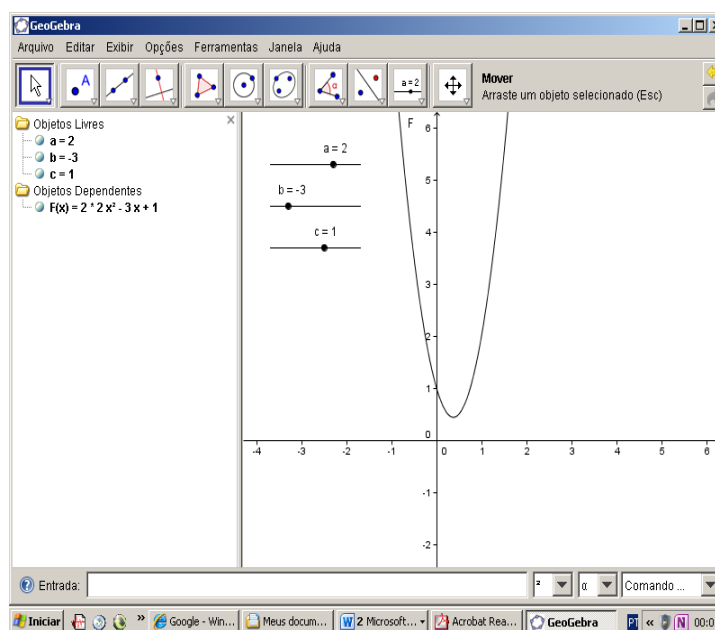 GeoGebra
Arquivo Editar Exibir Opções Ferramentas Janela Ajuda
A
α
a=2
Mover
Arraste um objeto selecionado (Esc)
Objetos Livres
a = 2
b = -3
c = 1
Objetos Dependentes
F(x) = 2 * 2 x² - 3 x + 1
a = 2
b = -3
c = 1
F
6
5
4
3
2
1
0
-1
-2
-4 -3 -2 -1 0 1 2 3 4 5 6
Entrada:
² α Comando ...
Iniciar » Google - Win... Meus docum... 2 Microsoft... Acrobat Rea... GeoGebra PT « N 00:0